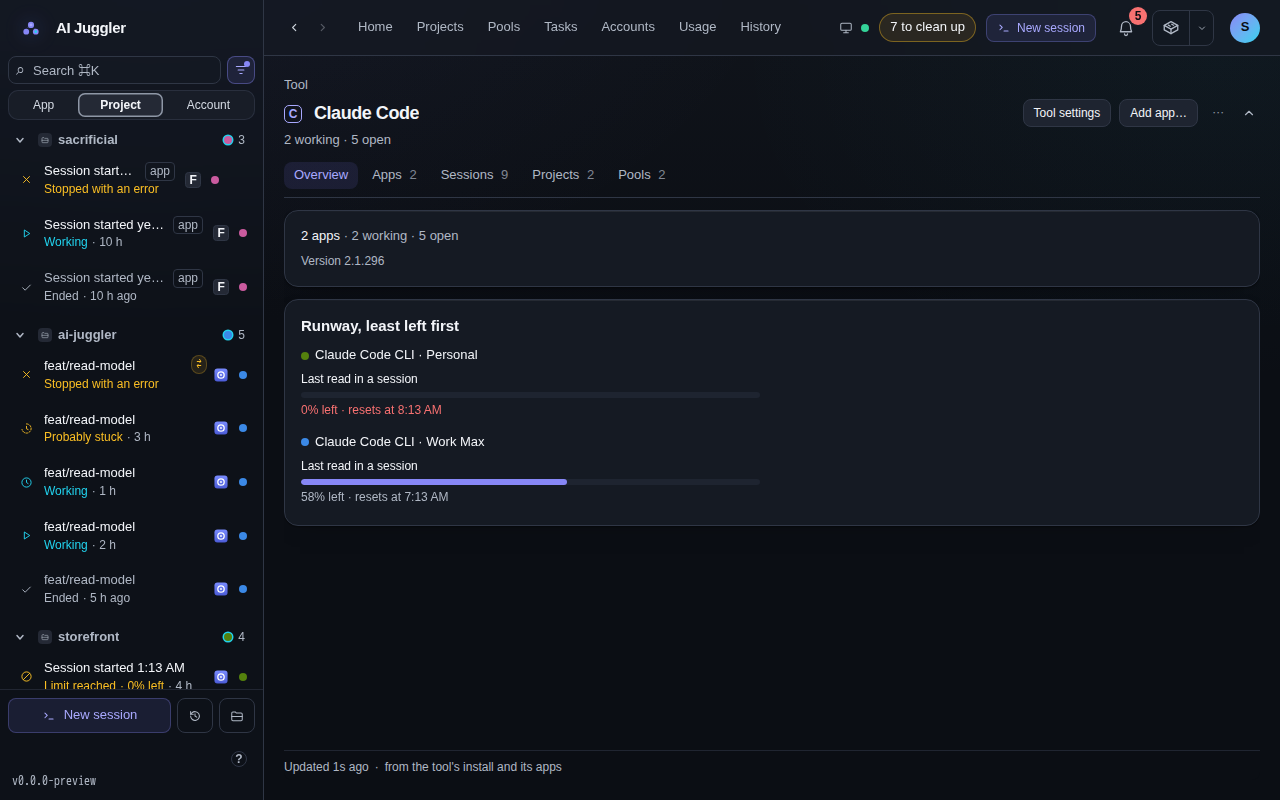 AI Juggler
Search ⌘K
App
Project
Account
sacrificial
3
Session start…
app
F
Stopped with an error
Session started ye…
app
F
Working · 10 h
Session started ye…
app
F
Ended · 10 h ago
ai-juggler
5
feat/read-model
Stopped with an error
feat/read-model
Probably stuck · 3 h
feat/read-model
Working · 1 h
feat/read-model
Working · 2 h
feat/read-model
Ended · 5 h ago
storefront
4
Session started 1:13 AM
Limit reached · 0% left · 4 h
New session
?
v0.0.0-preview
Home
Projects
Pools
Tasks
Accounts
Usage
History
7 to clean up
New session
5
S
Tool
C
Claude Code
Tool settings
Add app…
2 working · 5 open
Overview
Apps 2
Sessions 9
Projects 2
Pools 2
2 apps · 2 working · 5 open
Version 2.1.296
Runway, least left first
Claude Code CLI · Personal
Last read in a session
0% left · resets at 8:13 AM
Claude Code CLI · Work Max
Last read in a session
58% left · resets at 7:13 AM
Updated 1s ago · from the tool's install and its apps